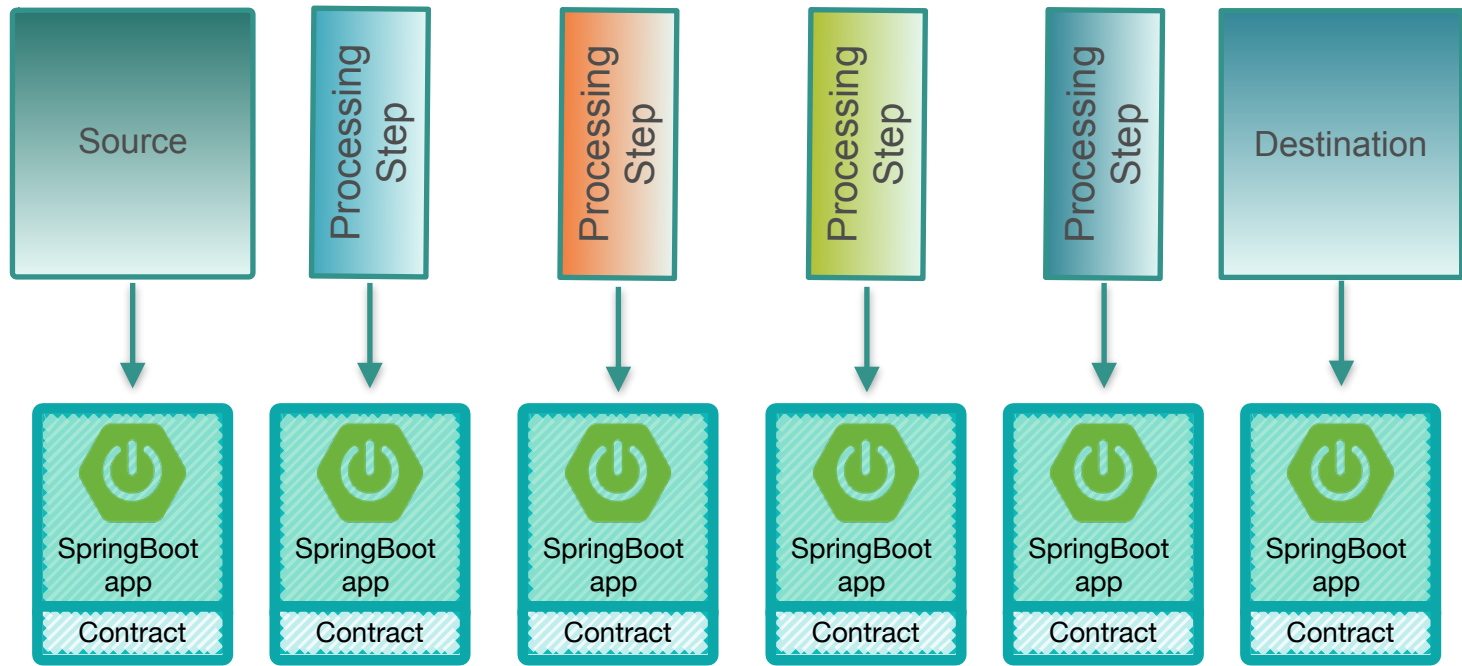 Source
Processing
Step
Processing
Step
Processing
Step
Processing
Step
Destination
SpringBoot
app
Contract
SpringBoot
app
Contract
SpringBoot
app
Contract
SpringBoot
app
Contract
SpringBoot
app
Contract
SpringBoot
app
Contract